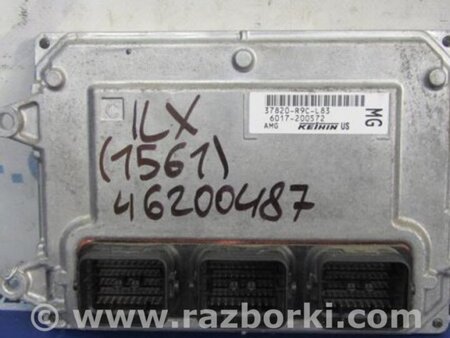 37820-R9C-L83
6017-200572
AMG KEIHIN US
MG
ILX
(1561)
46200487
www.razborki.com